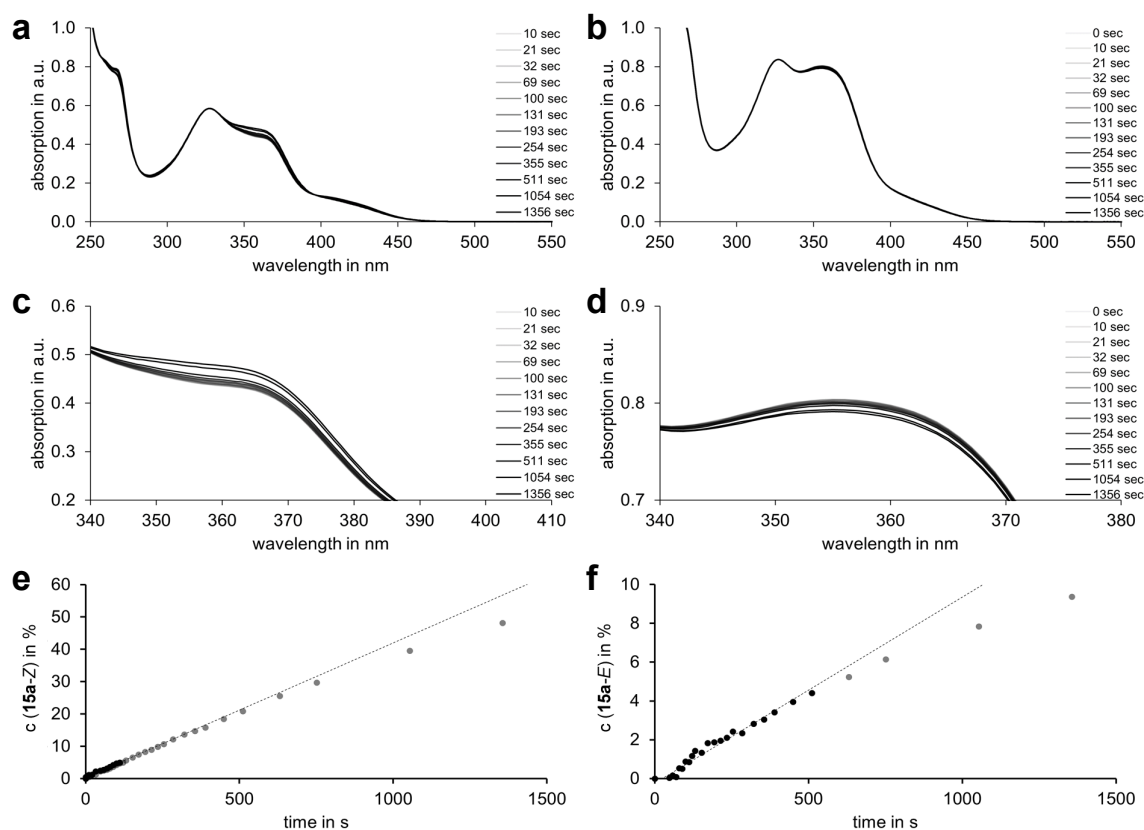 a
1.0
0.8
0.6
0.4
0.2
0.0
absorption in a.u.
250 300 350 400 450 500 550
wavelength in nm
10 sec
21 sec
32 sec
69 sec
100 sec
131 sec
193 sec
254 sec
355 sec
511 sec
1054 sec
1356 sec
b
1.0
0.8
0.6
0.4
0.2
0.0
absorption in a.u.
250 300 350 400 450 500 550
wavelength in nm
0 sec
10 sec
21 sec
32 sec
69 sec
100 sec
131 sec
193 sec
254 sec
355 sec
511 sec
1054 sec
1356 sec
c
0.6
0.5
0.4
0.3
0.2
absorption in a.u.
340 350 360 370 380 390 400 410
wavelength in nm
10 sec
21 sec
32 sec
69 sec
100 sec
131 sec
193 sec
254 sec
355 sec
511 sec
1054 sec
1356 sec
d
0.9
0.8
0.7
absorption in a.u.
340 350 360 370 380
wavelength in nm
0 sec
10 sec
21 sec
32 sec
69 sec
100 sec
131 sec
193 sec
254 sec
355 sec
511 sec
1054 sec
1356 sec
e
60
50
40
30
20
10
0
c (15a-Z) in %
0 500 1000 1500
time in s
f
10
8
6
4
2
0
c (15a-E) in %
0 500 1000 1500
time in s